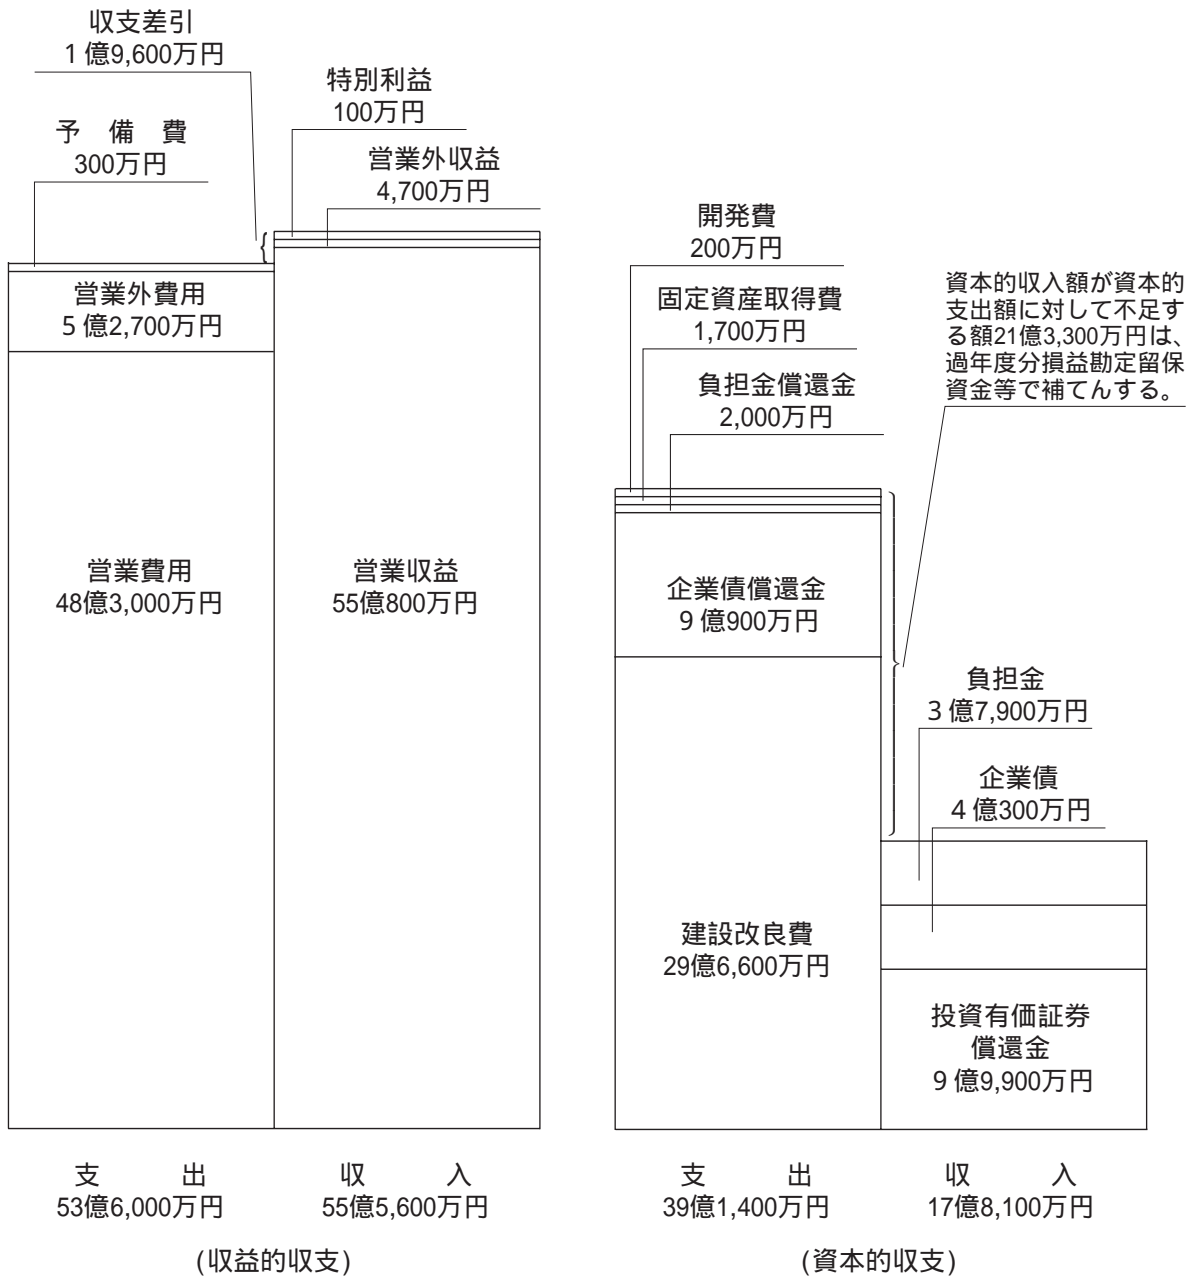 収支差引
1億9,600万円
特別利益
100万円
予備費
300万円
営業外収益
4,700万円
営業外費用
5億2,700万円
営業費用
48億3,000万円
営業収益
55億800万円
支出
53億6,000万円
収入
55億5,600万円
(収益的収支)
開発費
200万円
固定資産取得費
1,700万円
負担金償還金
2,000万円
資本的収入額が資本的
支出額に対して不足す
る額21億3,300万円は、
過年度分損益勘定留保
資金等で補てんする。
企業債償還金
9億900万円
負担金
3億7,900万円
企業債
4億300万円
建設改良費
29億6,600万円
投資有価証券
償還金
9億9,900万円
支出
39億1,400万円
収入
17億8,100万円
(資本的収支)